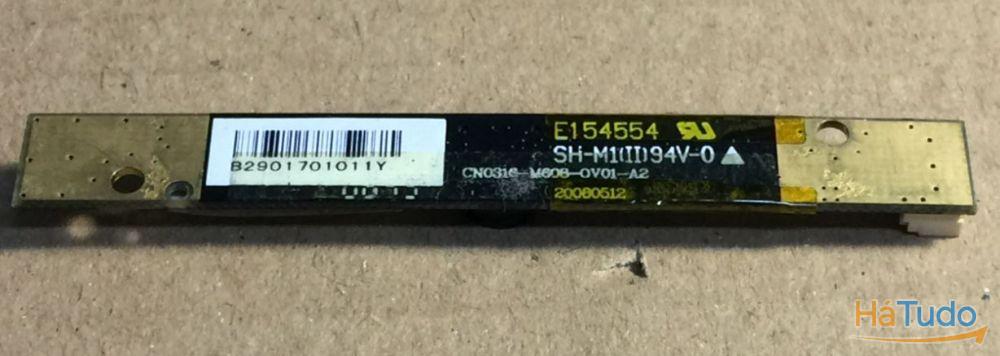 B2901701011Y
E154554
SH-M1(II)94V-0
CN0316-M608-OV01-A2
20080512
HáTudo